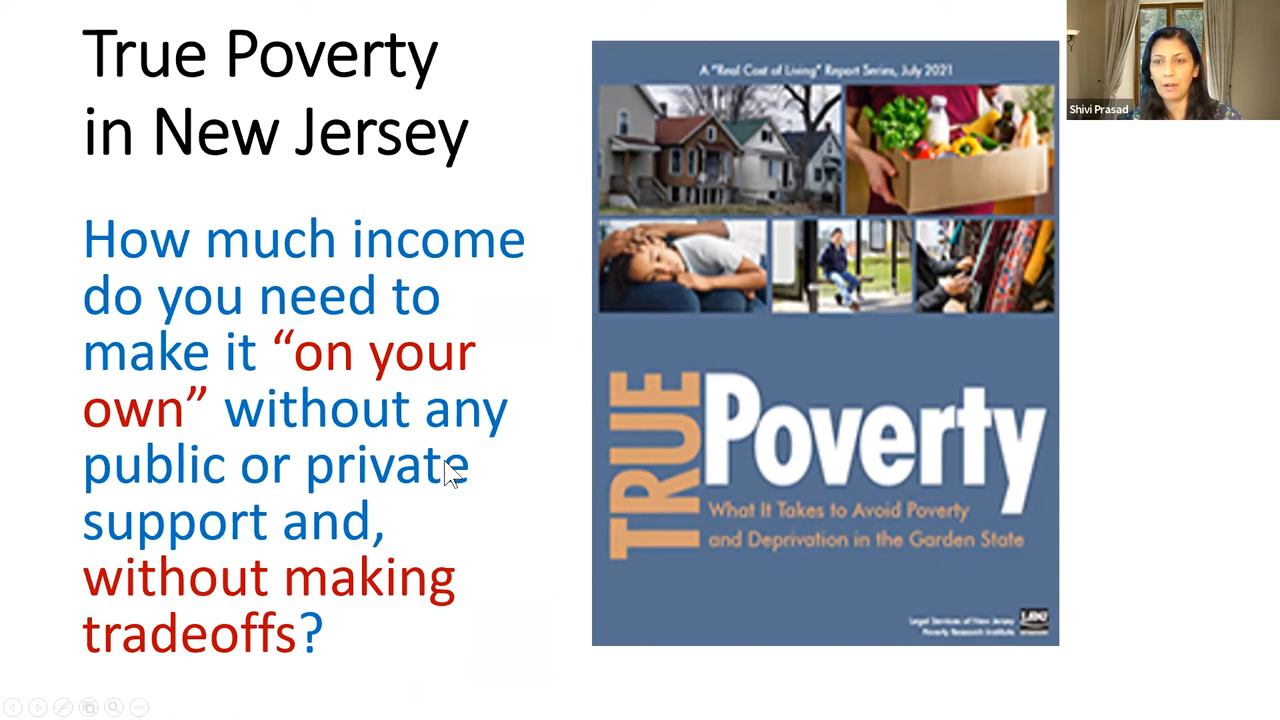 True Poverty
in New Jersey
How much income
do you need to
make it “on your
own” without any
public or private
support and,
without making
tradeoffs?
A "Real Cost of Living" Report Series, July 2021
TRUE
Poverty
What It Takes to Avoid Poverty
and Deprivation in the Garden State
Legal Services of New Jersey
Poverty Research Institute
Shivi Prasad